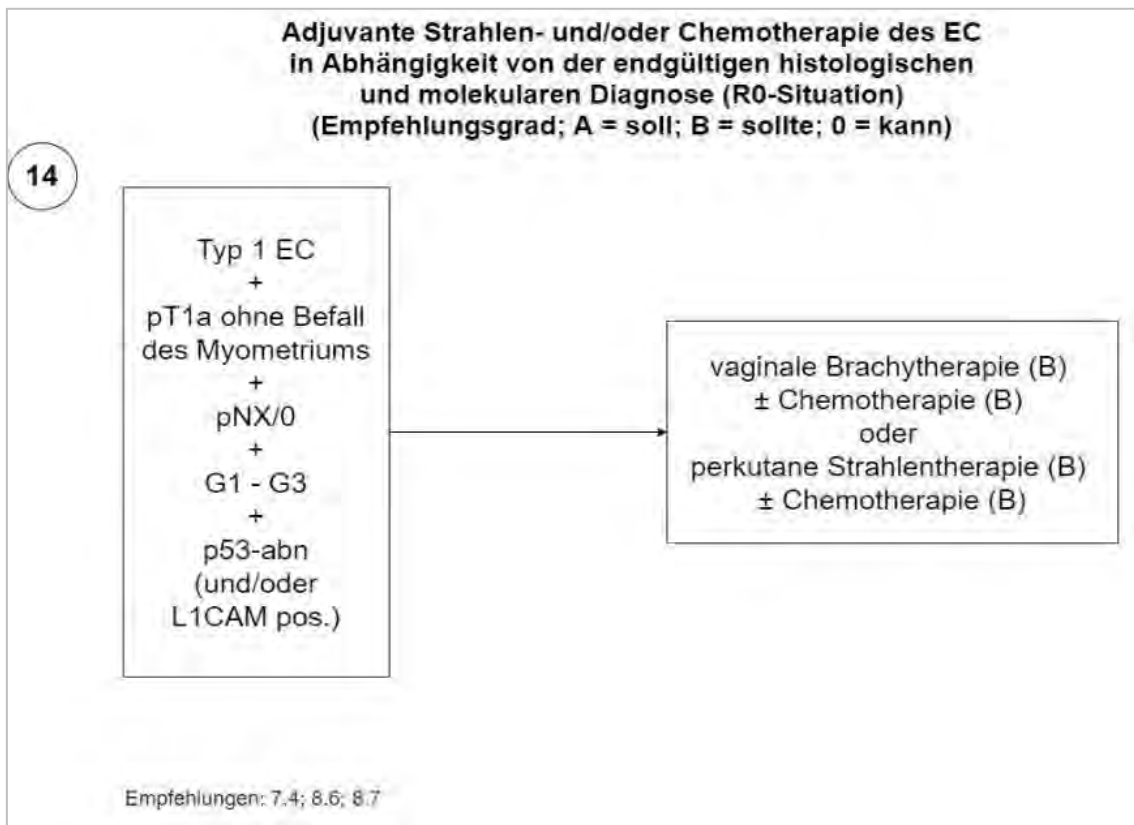 Adjuvante Strahlen- und/oder Chemotherapie des EC
in Abhängigkeit von der endgültigen histologischen
und molekularen Diagnose (R0-Situation)
(Empfehlungsgrad; A = soll; B = sollte; 0 = kann)
14
Typ 1 EC
+
pT1a ohne Befall
des Myometriums
+
pNX/0
+
G1 - G3
+
p53-abn
(und/oder
L1CAM pos.)
vaginale Brachytherapie (B)
± Chemotherapie (B)
oder
perkutane Strahlentherapie (B)
± Chemotherapie (B)
Empfehlungen: 7.4; 8.6; 8.7